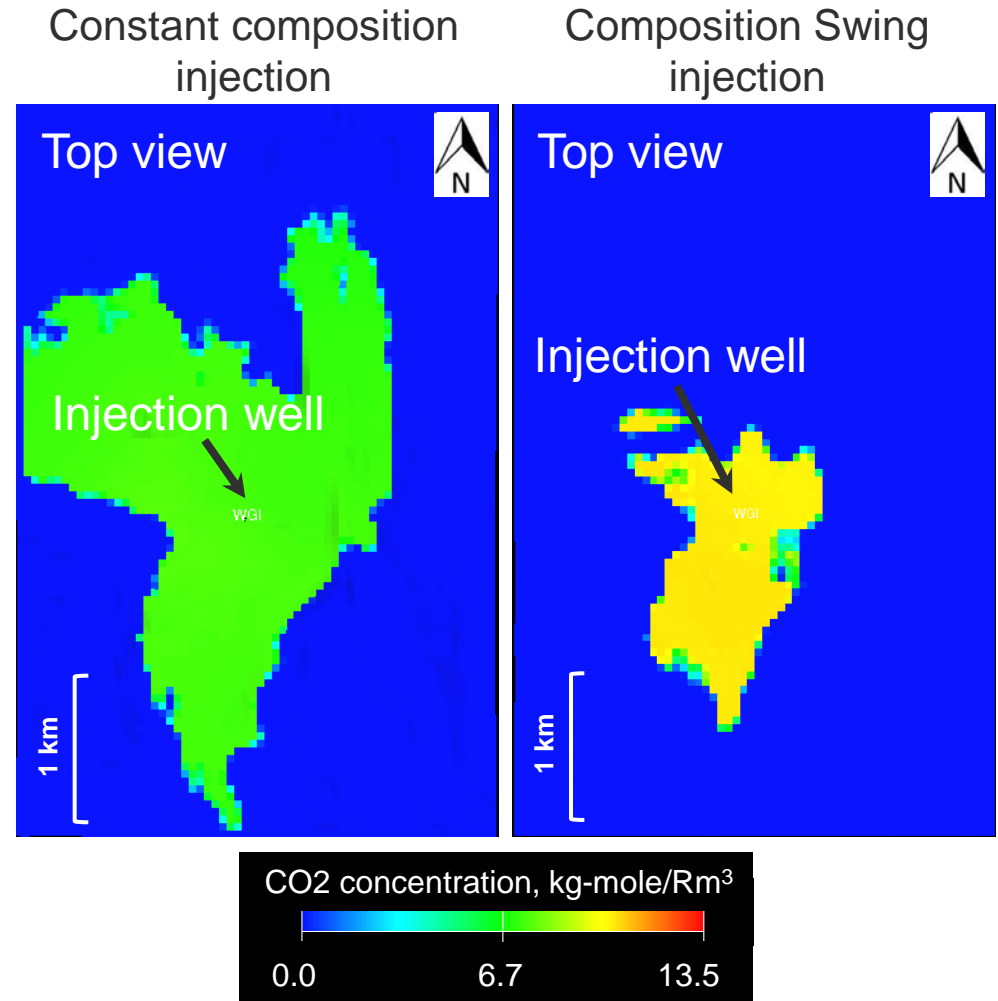 Constant composition
injection
Composition Swing
injection
Top view
N
Injection well
WGI
1 km
Top view
N
Injection well
WGI
1 km
CO2 concentration, kg-mole/Rm³
0.0 6.7 13.5